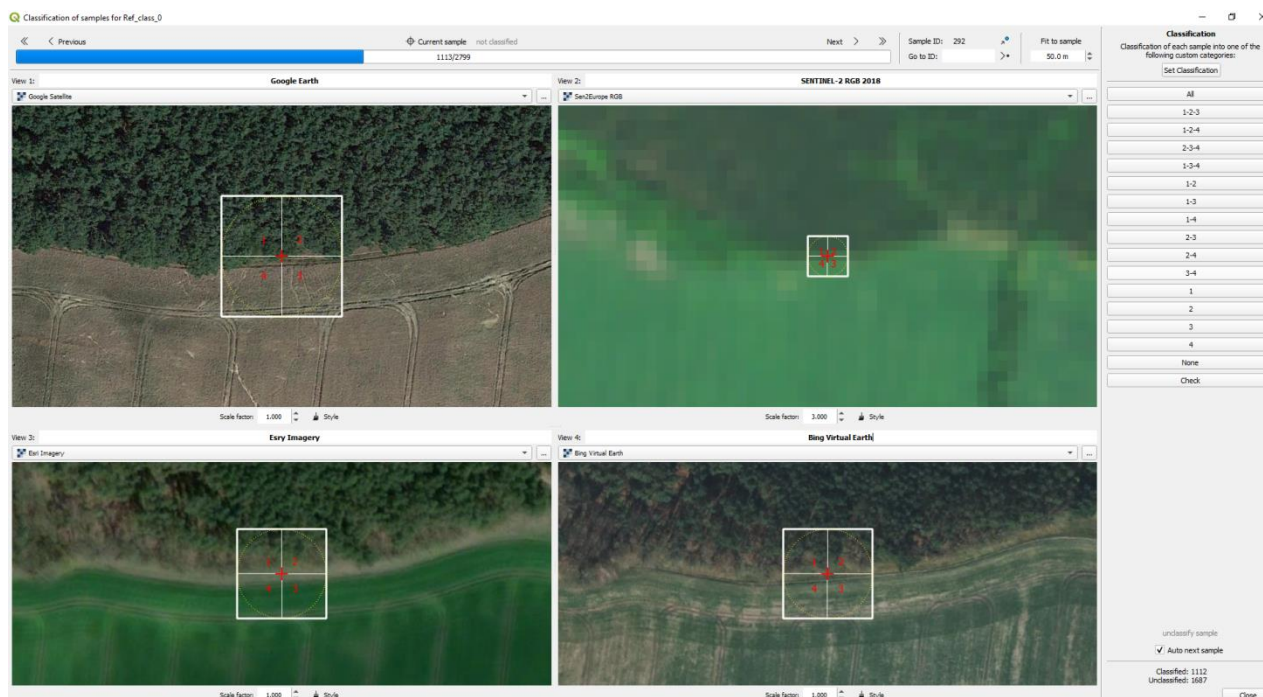 Classification of samples for Ref_class_0
Previous
Current sample not classified
Next
Sample ID: 292
Fit to sample
1113/2799
Go to ID:
50.0 m
View 1:
Google Earth
View 2:
SENTINEL-2 RGB 2018
Google Satellite
...
Sen2Europe RGB
...
Scale factor: 1.000
Style
Scale factor: 3.000
Style
View 3:
Esry Imagery
View 4:
Bing Virtual Earth
Esri Imagery
...
Bing Virtual Earth
...
Scale factor: 1.000
Style
Scale factor: 1.000
Style
Classification
Classification of each sample into one of the
following custom categories:
Set Classification
All
1-2-3
1-2-4
2-3-4
1-3-4
1-2
1-3
1-4
2-3
2-4
3-4
1
2
3
4
None
Check
unclassify sample
Auto next sample
Classified: 1112
Unclassified: 1687
Close